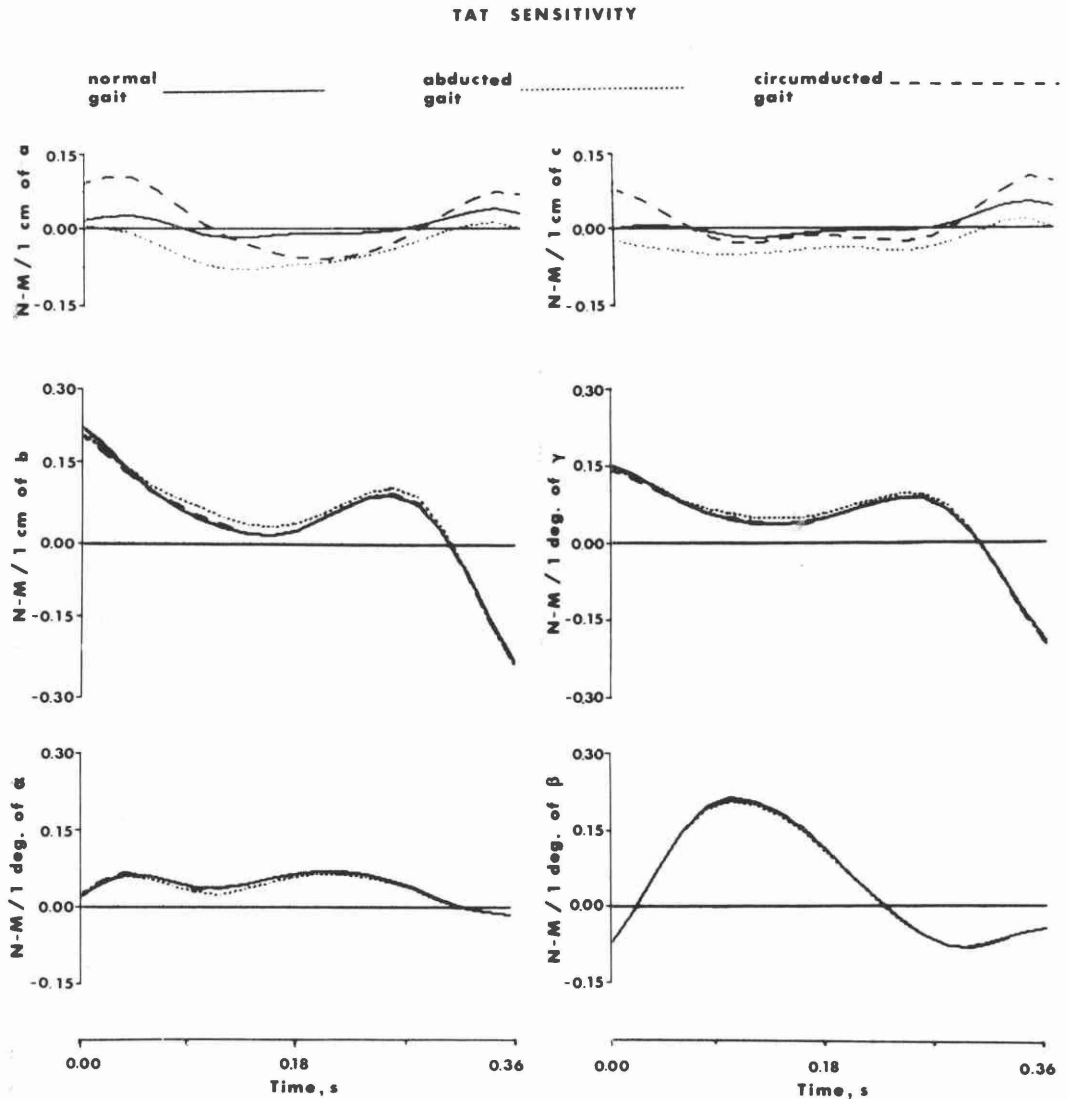 TAT SENSITIVITY
normal gait
abducted gait
circumducted gait
N-M/1 cm of a
0.15
0.00
-0.15
N-M/1 cm of c
0.15
0.00
-0.15
N-M/1 cm of b
0.30
0.15
0.00
-0.15
-0.30
N-M/1 deg. of γ
0.30
0.15
0.00
-0.15
-0.30
N-M/1 deg. of α
0.30
0.15
0.00
-0.15
N-M/1 deg. of β
0.30
0.15
0.00
-0.15
0.00
0.18
0.36
Time, s
0.00
0.18
0.36
Time, s